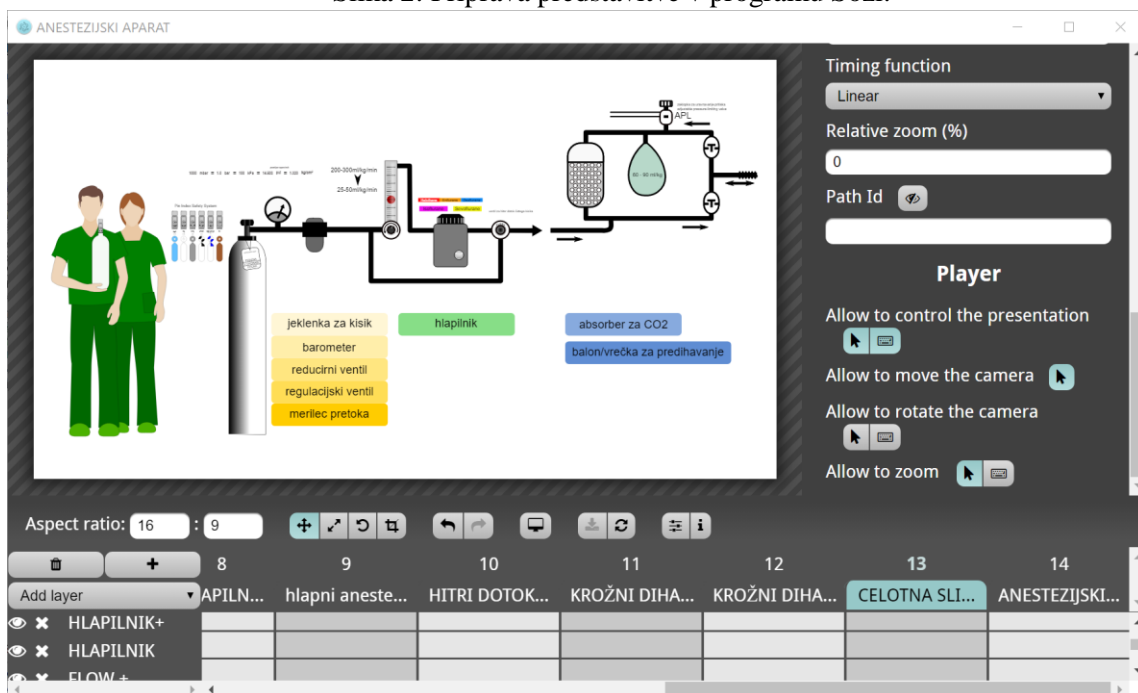 ANESTEZIJSKI APARAT
Timing function
Linear
Relative zoom (%)
0
Path Id
Player
Allow to control the presentation
Allow to move the camera
Allow to rotate the camera
Allow to zoom
APL
200-300ml/kg/min
25-50ml/kg/min
60 - 80 ml/kg
jeklenka za kisik
barometer
reducirni ventil
regulacijski ventil
merilec pretoka
hlapilnik
absorber za CO2
balon/vrečka za predihavanje
Aspect ratio: 16 : 9
8 9 10 11 12 13 14
Add layer APILN... hlapni aneste... HITRI DOTOK... KROŽNI DIHA... KROŽNI DIHA... CELOTNA SLI... ANESTEZIJSKI...
HLAPILNIK+
HLAPILNIK
FLOW +